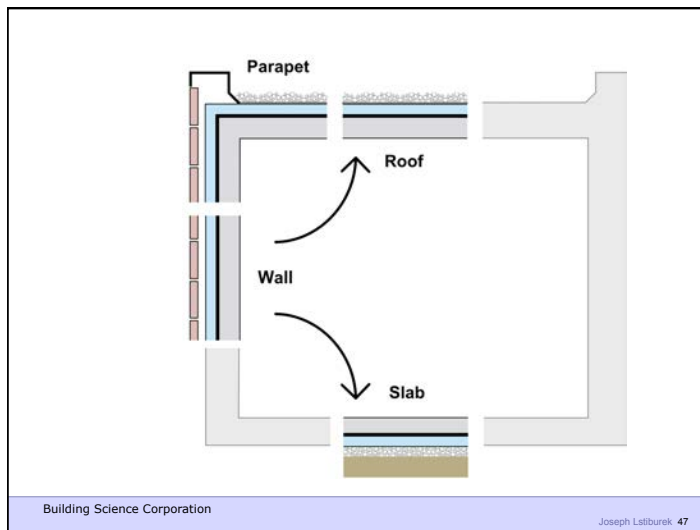 Parapet
Roof
Wall
Slab
Building Science Corporation
Joseph Lstiburek 47